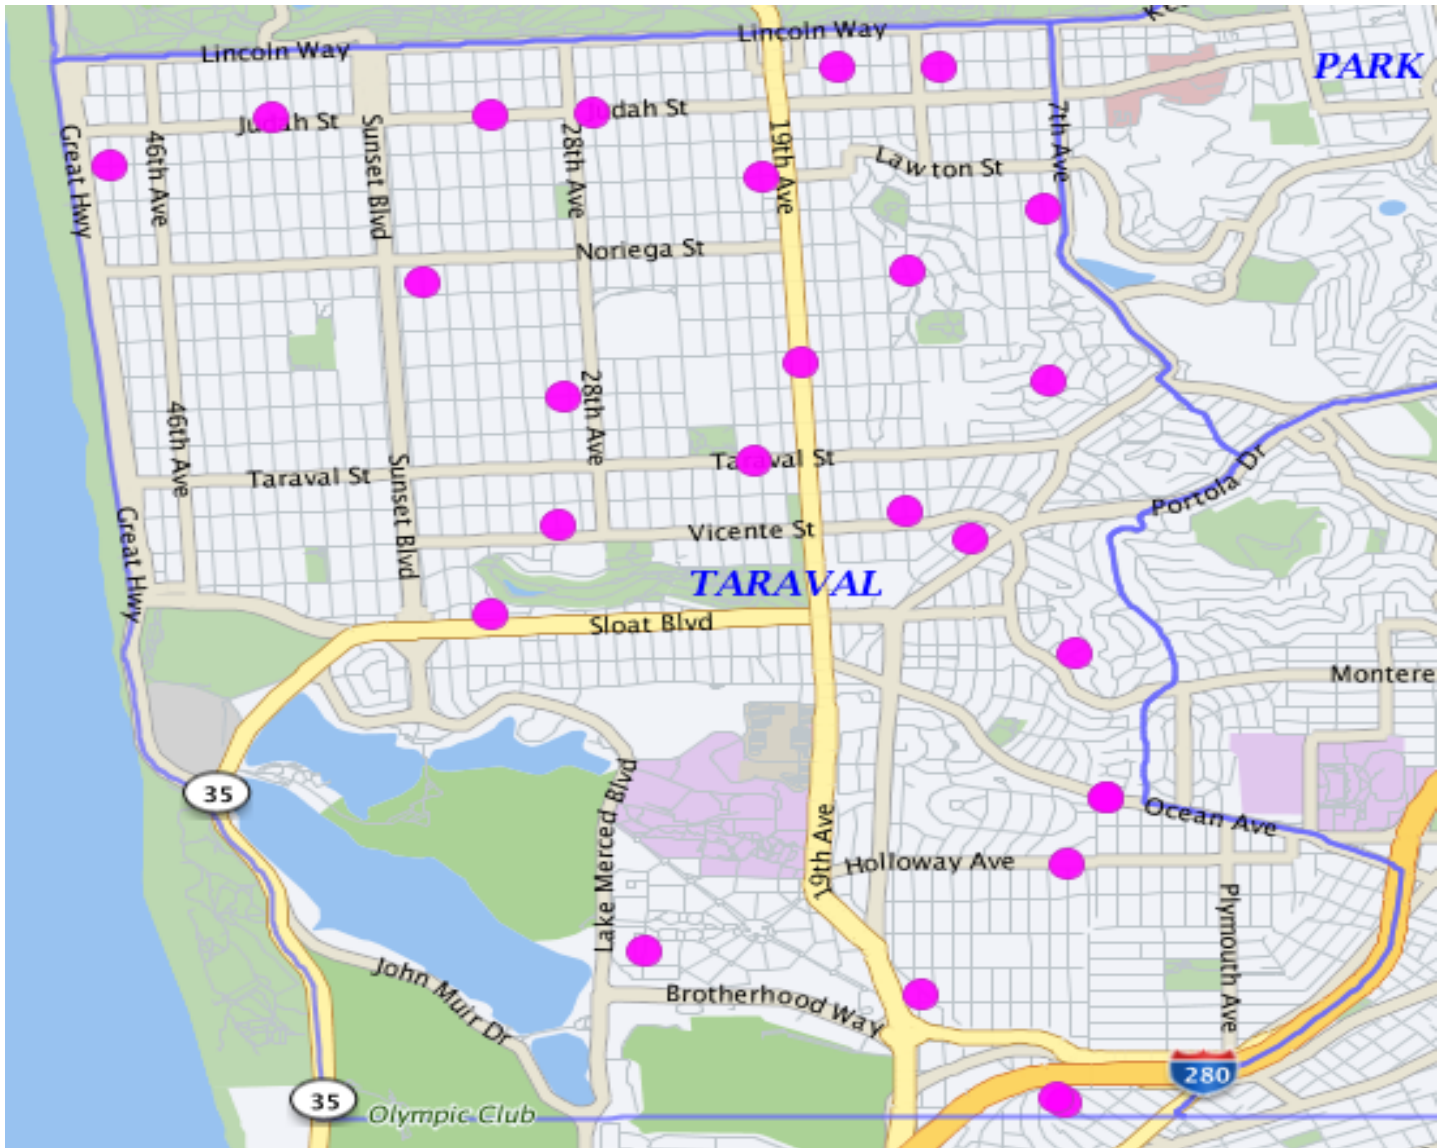 Lincoln Way
Lincoln Way
PARK
Judah St
Judah St
Great Hwy
46th Ave
Sunset Blvd
28th Ave
19th Ave
7th Ave
Lawton St
Noriega St
46th Ave
28th Ave
Taraval St
Taraval St
Sunset Blvd
Portola Dr
Great Hwy
Vicente St
TARAVAL
Sloat Blvd
Montere
35
Lake Merced Blvd
19th Ave
Ocean Ave
Holloway Ave
Plymouth Ave
John Muir Dr
Brotherhood Way
280
35
Olympic Club